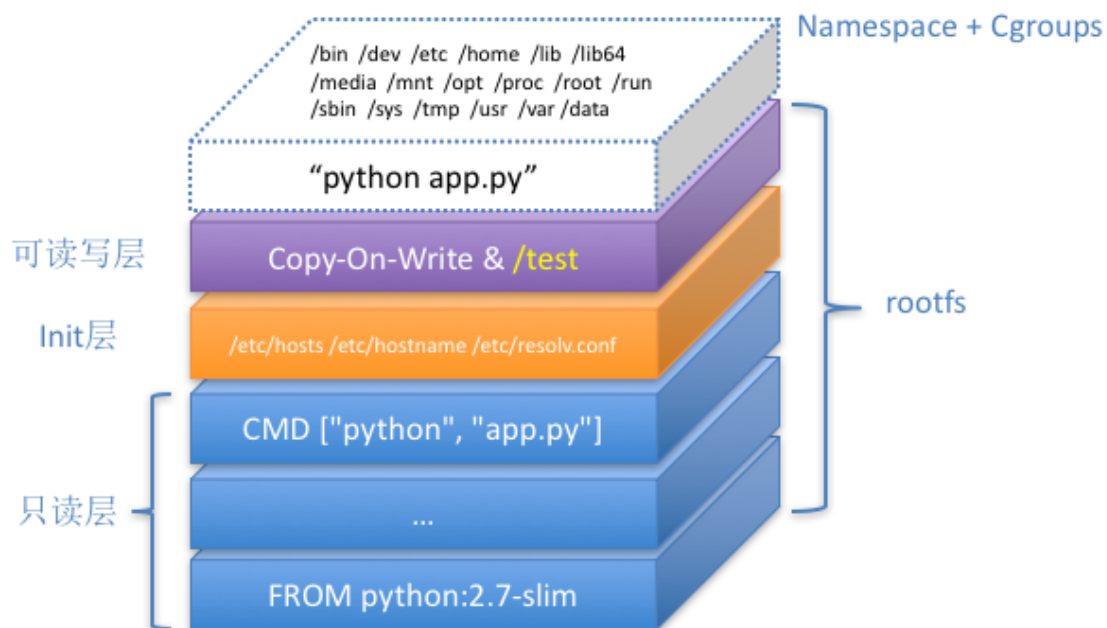 Namespace + Cgroups
/bin /dev /etc /home /lib /lib64
/media /mnt /opt /proc /root /run
/sbin /sys /tmp /usr /var /data
“python app.py”
可读写层
Copy-On-Write & /test
Init层
/etc/hosts /etc/hostname /etc/resolv.conf
rootfs
CMD ["python", "app.py"]
只读层
...
FROM python:2.7-slim